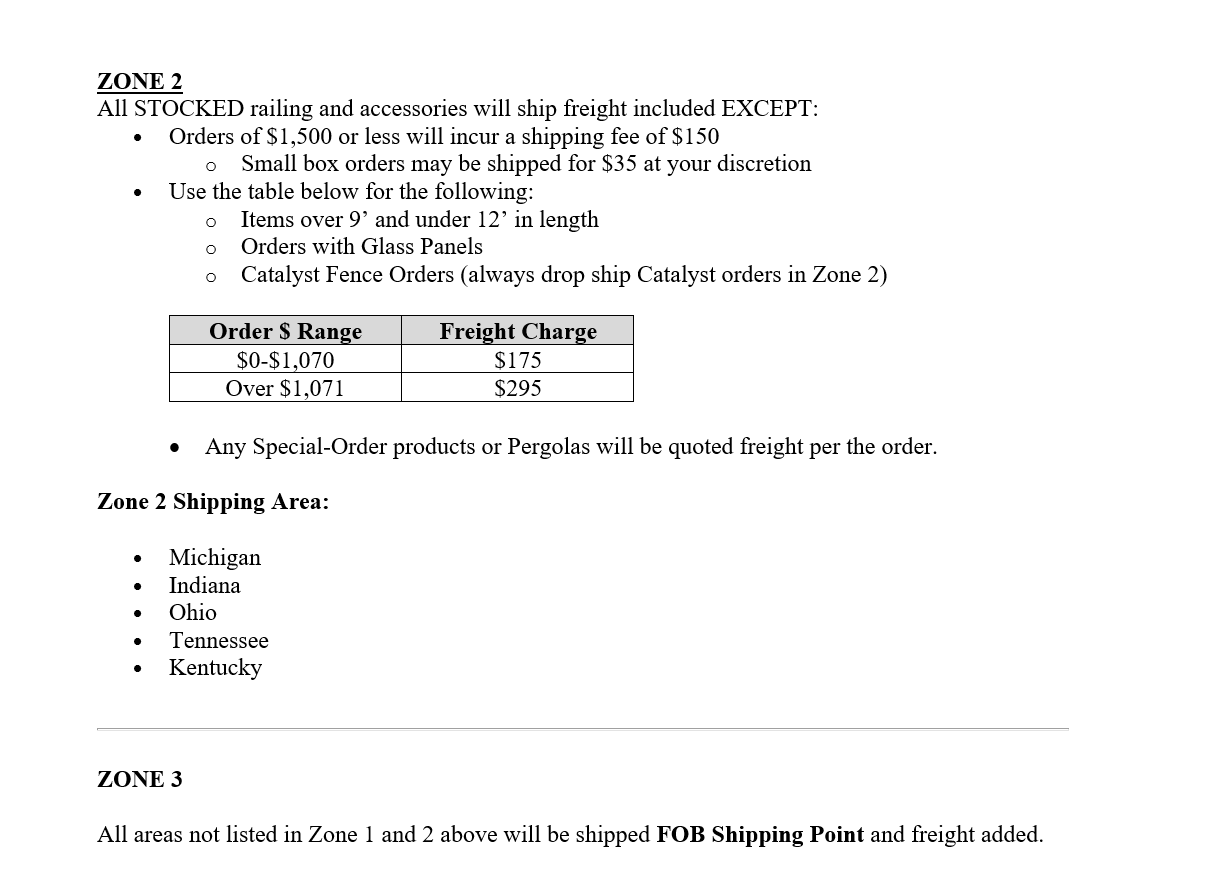 ZONE 2
All STOCKED railing and accessories will ship freight included EXCEPT:
• Orders of $1,500 or less will incur a shipping fee of $150
o Small box orders may be shipped for $35 at your discretion
• Use the table below for the following:
o Items over 9’ and under 12’ in length
o Orders with Glass Panels
o Catalyst Fence Orders (always drop ship Catalyst orders in Zone 2)
Order $ Range Freight Charge
$0-$1,070 $175
Over $1,071 $295
• Any Special-Order products or Pergolas will be quoted freight per the order.
Zone 2 Shipping Area:
• Michigan
• Indiana
• Ohio
• Tennessee
• Kentucky
ZONE 3
All areas not listed in Zone 1 and 2 above will be shipped FOB Shipping Point and freight added.